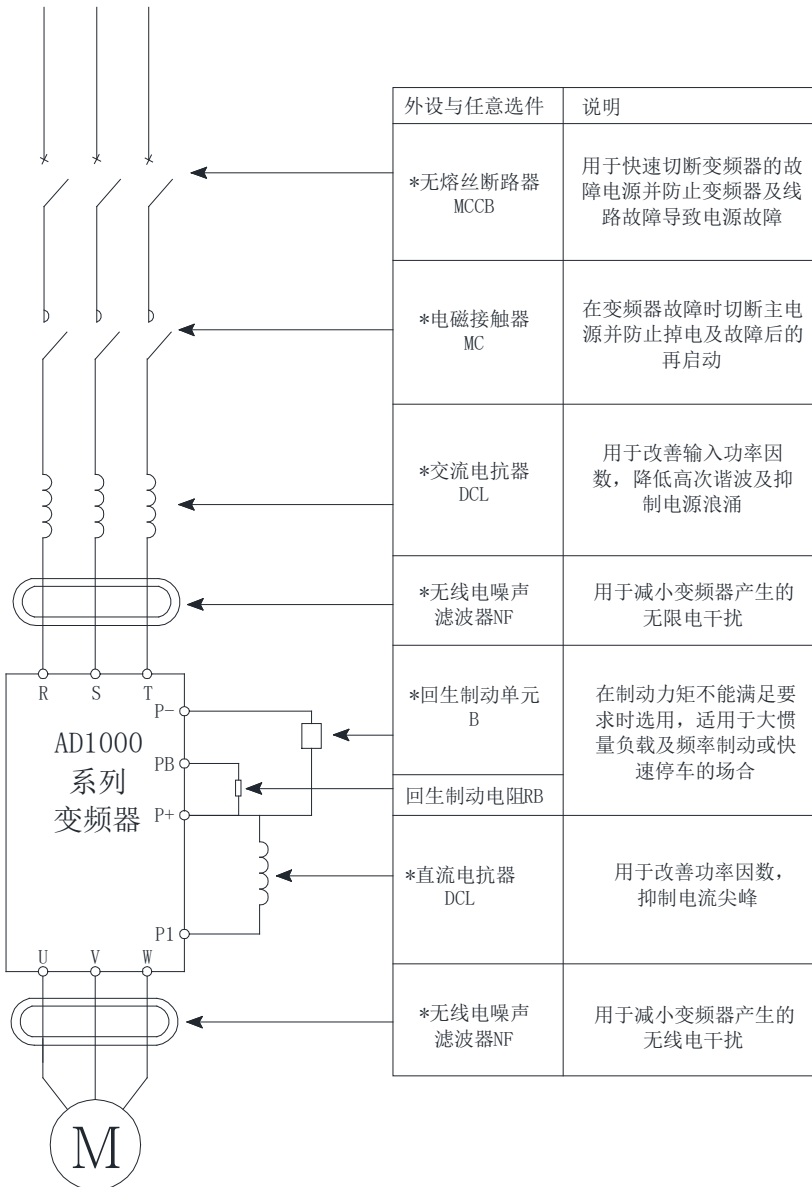 外设与任意选件
说明
*无熔丝断路器
MCCB
用于快速切断变频器的故
障电源并防止变频器及线
路故障导致电源故障
*电磁接触器
MC
在变频器故障时切断主电
源并防止掉电及故障后的
再启动
*交流电抗器
DCL
用于改善输入功率因
数，降低高次谐波及抑
制电源浪涌
*无线电噪声
滤波器NF
用于减小变频器产生的
无限电干扰
R S T
P-
PB
P+
P1
AD1000
系列
变频器
U V W
*回生制动单元
B
回生制动电阻RB
在制动力矩不能满足要
求时选用，适用于大惯
量负载及频率制动或快
速停车的场合
*直流电抗器
DCL
用于改善功率因数，
抑制电流尖峰
*无线电噪声
滤波器NF
用于减小变频器产生的
无线电干扰
M